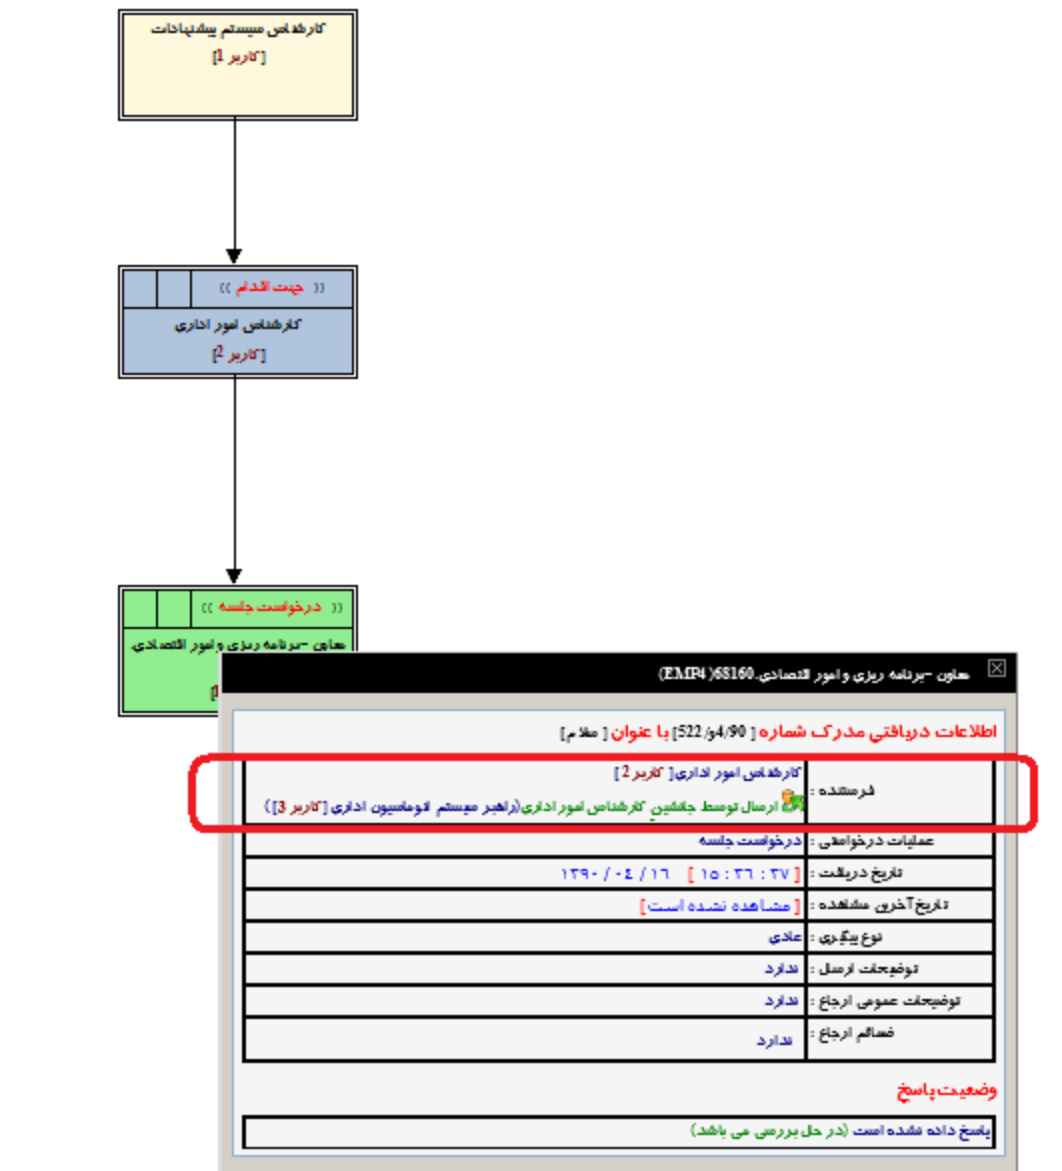 کارشناس سیستم پیشنهادات
[کاربر 1]
(( جهت اقدام ))
کارشناس امور اداری
[کاربر 2]
(( درخواست جلسه ))
معاون -برنامه ریزی و امور اقتصادی
معاون -برنامه ریزی و امور اقتصادی.68160(EMP4)
اطلاعات دریافتی مدرک شماره [ 4/90/و522] با عنوان [ سلام]
فرستنده :
کارشناس امور اداری[ کاربر 2 ]
ارسال توسط جانشین کارشناس امور اداری(راهبر سیستم اتوماسیون اداری [کاربر 3])
عملیات درخواستی : درخواست جلسه
تاریخ دریافت : [ ۱۵ : ۲۶ : ۲۷ ] ۱۳۹۰ / ۰۴ / ۱۶
تاریخ آخرین مشاهده : [ مشاهده نشده است ]
نوع پیگیری : عادی
توضیحات ارسال : ندارد
توضیحات عمومی ارجاع : ندارد
ضمائم ارجاع : ندارد
وضعیت پاسخ
پاسخ داده نشده است (در حال بررسی می باشد)